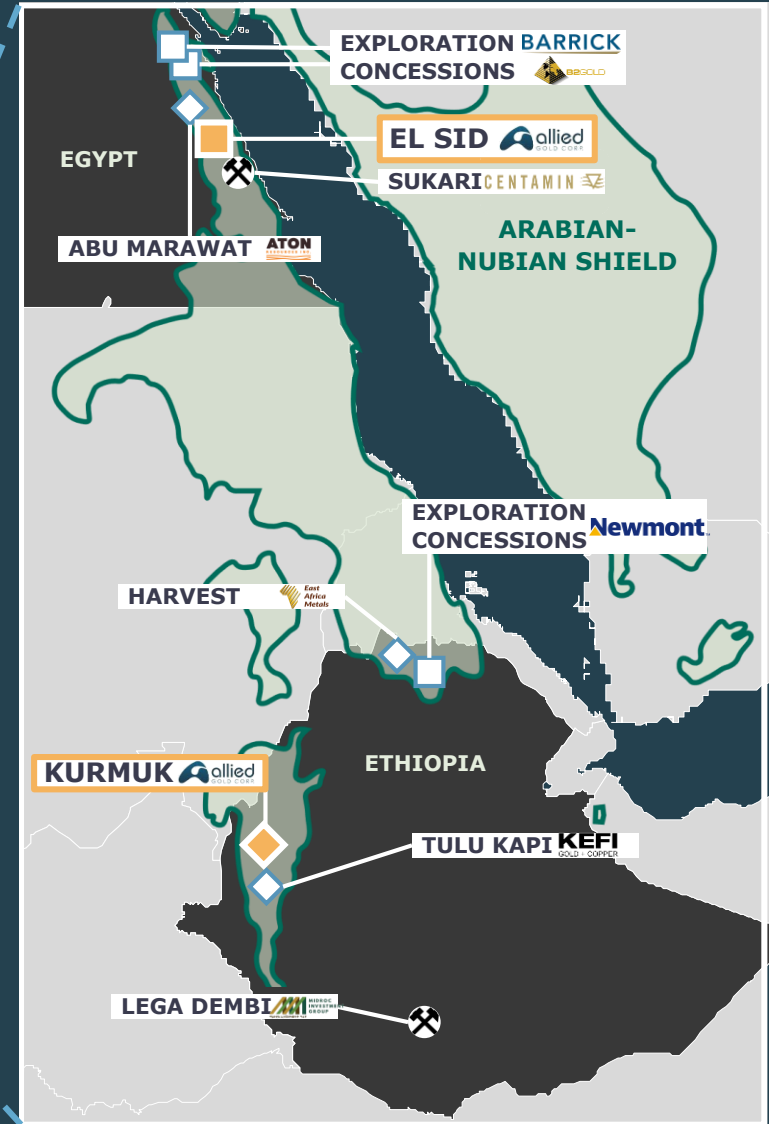 EXPLORATION BARRICK
CONCESSIONS B2GOLD
EL SID allied
GOLD CORP
EGYPT
SUKARI CENTAMIN
ARABIAN-
NUBIAN SHIELD
ABU MARAWAT ATON
RESOURCES INC
EXPLORATION
CONCESSIONS Newmont
HARVEST East
Africa
Metals
ETHIOPIA
KURMUK allied
GOLD CORP
TULU KAPI KEFI
GOLD + COPPER
LEGA DEMBI MIDROC
INVESTMENT
GROUP